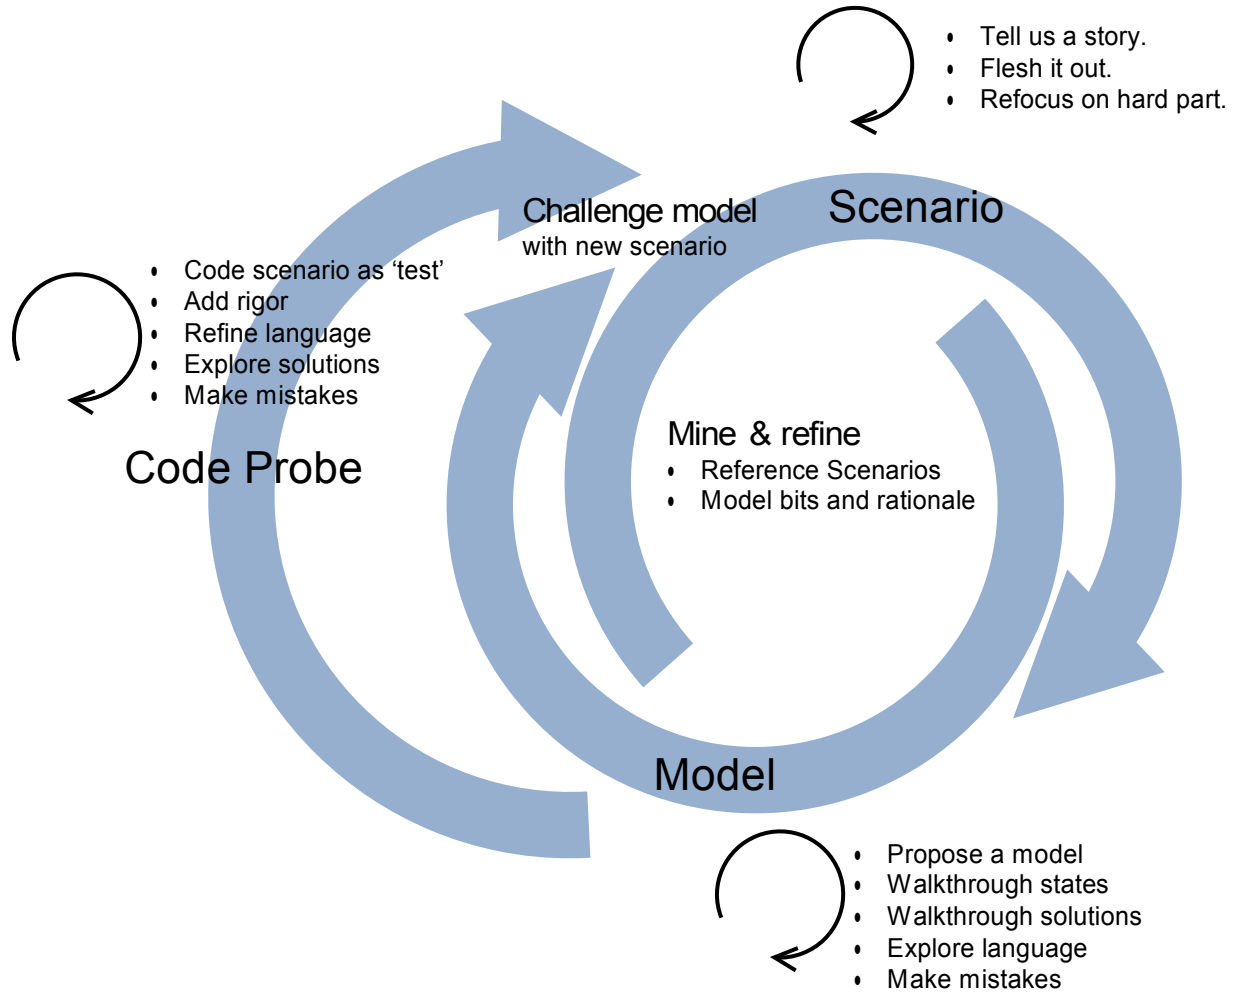 • Tell us a story.
• Flesh it out.
• Refocus on hard part.
Scenario
Challenge model
with new scenario
• Code scenario as ‘test’
• Add rigor
• Refine language
• Explore solutions
• Make mistakes
Code Probe
Mine & refine
• Reference Scenarios
• Model bits and rationale
Model
• Propose a model
• Walkthrough states
• Walkthrough solutions
• Explore language
• Make mistakes